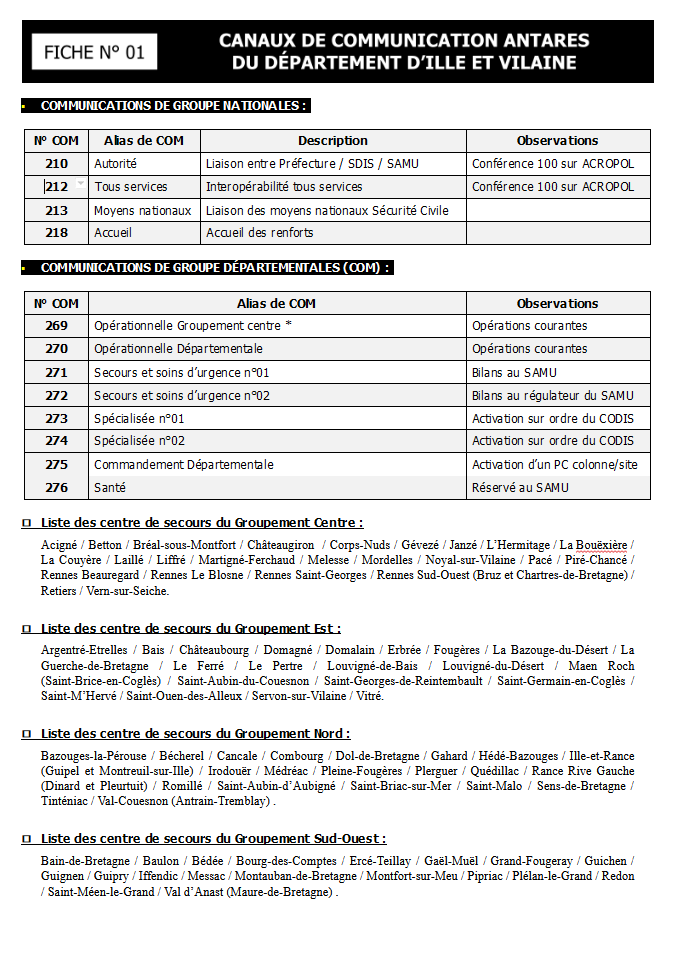 FICHE N° 01
CANAUX DE COMMUNICATION ANTARES
DU DÉPARTEMENT D'ILLE ET VILAINE
COMMUNICATIONS DE GROUPE NATIONALES :
N° COM Alias de COM Description Observations
210 Autorité Liaison entre Préfecture / SDIS / SAMU Conférence 100 sur ACROPOL
212 Tous services Interopérabilité tous services Conférence 100 sur ACROPOL
213 Moyens nationaux Liaison des moyens nationaux Sécurité Civile
218 Accueil Accueil des renforts
COMMUNICATIONS DE GROUPE DÉPARTEMENTALES (COM) :
N° COM Alias de COM Observations
269 Opérationnelle Groupement centre * Opérations courantes
270 Opérationnelle Départementale Opérations courantes
271 Secours et soins d'urgence n°01 Bilans au SAMU
272 Secours et soins d'urgence n°02 Bilans au régulateur du SAMU
273 Spécialisée n°01 Activation sur ordre du CODIS
274 Spécialisée n°02 Activation sur ordre du CODIS
275 Commandement Départementale Activation d'un PC colonne/site
276 Santé Réservé au SAMU
Liste des centre de secours du Groupement Centre :
Acigné / Betton / Bréal-sous-Montfort / Châteaugiron / Corps-Nuds / Gévezé / Janzé / L'Hermitage / La Bouëxière /
La Couyère / Laillé / Liffré / Martigné-Ferchaud / Melesse / Mordelles / Noyal-sur-Vilaine / Pacé / Piré-Chancé /
Rennes Beauregard / Rennes Le Blosne / Rennes Saint-Georges / Rennes Sud-Ouest (Bruz et Chartres-de-Bretagne) /
Retiers / Vern-sur-Seiche.
Liste des centre de secours du Groupement Est :
Argentré-Etrelles / Bais / Châteaubourg / Domagné / Domalain / Erbrée / Fougères / La Bazouge-du-Désert / La
Guerche-de-Bretagne / Le Ferré / Le Pertre / Louvigné-de-Bais / Louvigné-du-Désert / Maen Roch
(Saint-Brice-en-Coglès) / Saint-Aubin-du-Couesnon / Saint-Georges-de-Reintembault / Saint-Germain-en-Coglès /
Saint-M'Hervé / Saint-Ouen-des-Alleux / Servon-sur-Vilaine / Vitré.
Liste des centre de secours du Groupement Nord :
Bazouges-la-Pérouse / Bécherel / Cancale / Combourg / Dol-de-Bretagne / Gahard / Hédé-Bazouges / Ille-et-Rance
(Guipel et Montreuil-sur-Ille) / Irodouër / Médréac / Pleine-Fougères / Plerguer / Quédillac / Rance Rive Gauche
(Dinard et Pleurtuit) / Romillé / Saint-Aubin-d'Aubigné / Saint-Briac-sur-Mer / Saint-Malo / Sens-de-Bretagne /
Tinténiac / Val-Couesnon (Antrain-Tremblay) .
Liste des centre de secours du Groupement Sud-Ouest :
Bain-de-Bretagne / Baulon / Bédée / Bourg-des-Comptes / Ercé-Teillay / Gaël-Muël / Grand-Fougeray / Guichen /
Guignen / Guipry / Iffendic / Messac / Montauban-de-Bretagne / Montfort-sur-Meu / Pipriac / Plélan-le-Grand / Redon
/ Saint-Méen-le-Grand / Val d'Anast (Maure-de-Bretagne) .